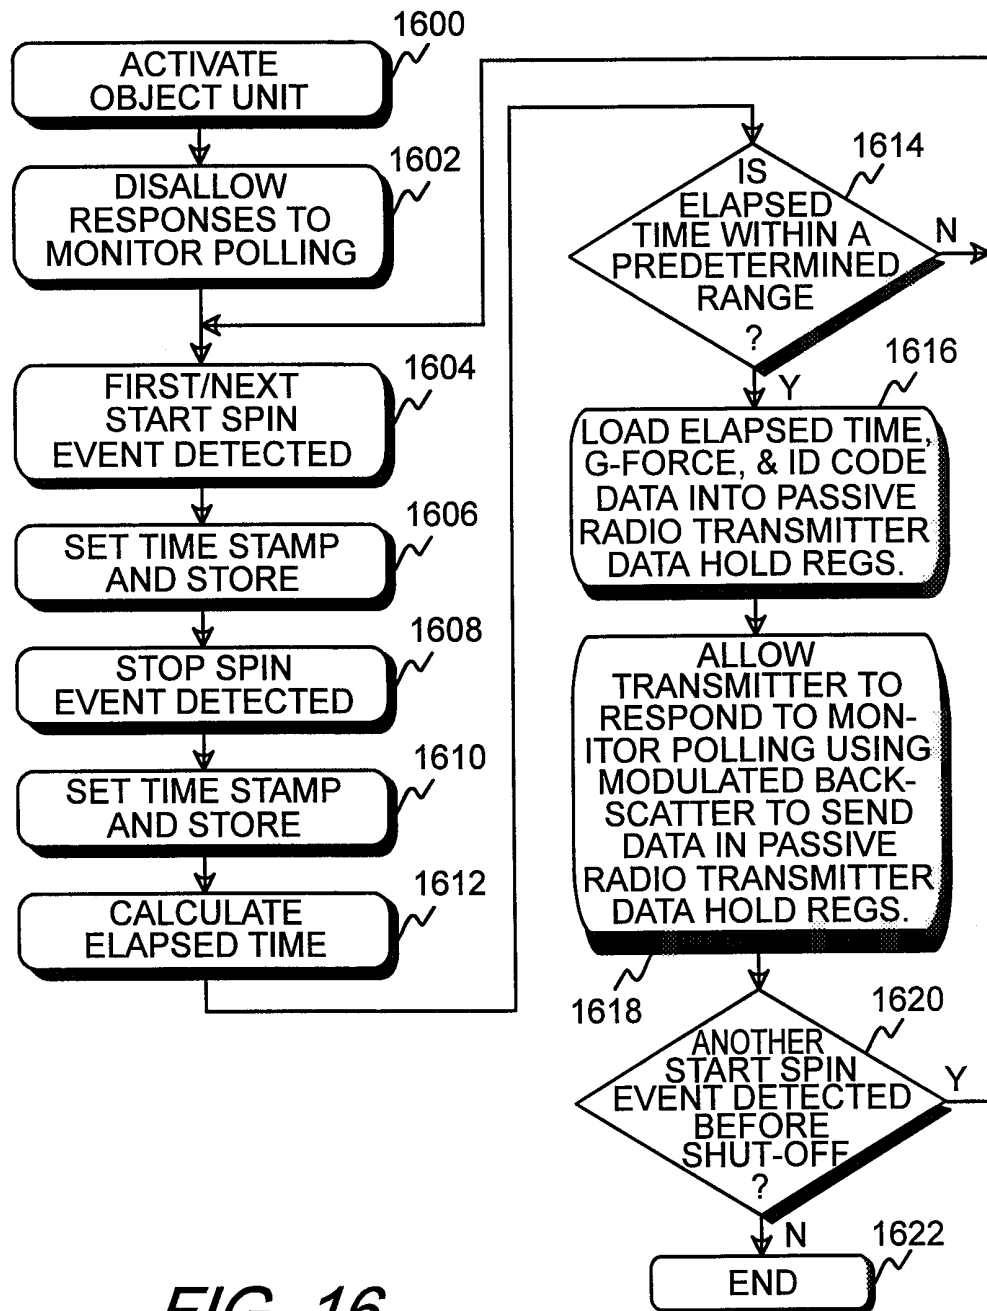 1600
ACTIVATE
OBJECT UNIT
1602
DISALLOW
RESPONSES TO
MONITOR POLLING
1604
FIRST/NEXT
START SPIN
EVENT DETECTED
1606
SET TIME STAMP
AND STORE
1608
STOP SPIN
EVENT DETECTED
1610
SET TIME STAMP
AND STORE
1612
CALCULATE
ELAPSED TIME
1614
IS
ELAPSED
TIME WITHIN A
PREDETERMINED
RANGE
?
N
Y
1616
LOAD ELAPSED TIME,
G-FORCE, & ID CODE
DATA INTO PASSIVE
RADIO TRANSMITTER
DATA HOLD REGS.
ALLOW
TRANSMITTER TO
RESPOND TO MON-
ITOR POLLING USING
MODULATED BACK-
SCATTER TO SEND
DATA IN PASSIVE
RADIO TRANSMITTER
DATA HOLD REGS.
1618
1620
ANOTHER
START SPIN
EVENT DETECTED
BEFORE
SHUT-OFF
?
Y
N
1622
END
FIG. 16